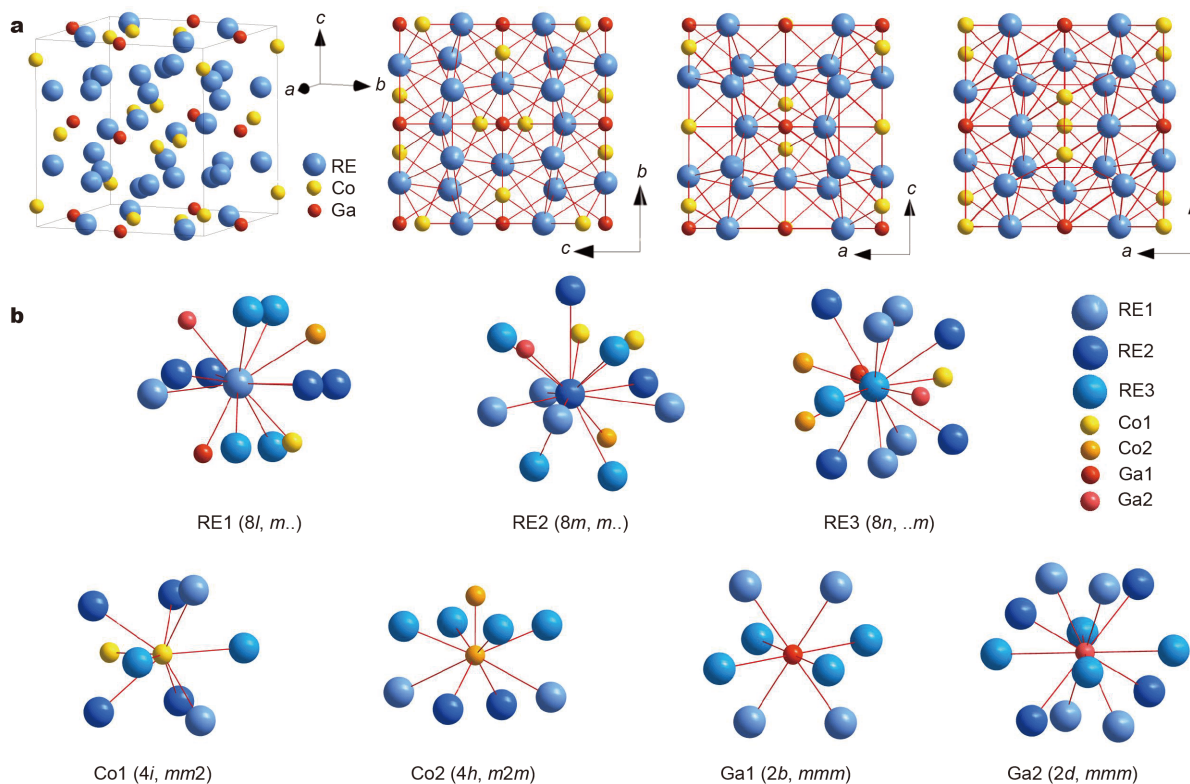 a
c
a
b
RE
Co
Ga
b
c
c
a
a
b
RE1
RE2
RE3
Co1
Co2
Ga1
Ga2
RE1 (8l, m..)
RE2 (8m, m..)
RE3 (8n, ..m)
Co1 (4i, mm2)
Co2 (4h, m2m)
Ga1 (2b, mmm)
Ga2 (2d, mmm)